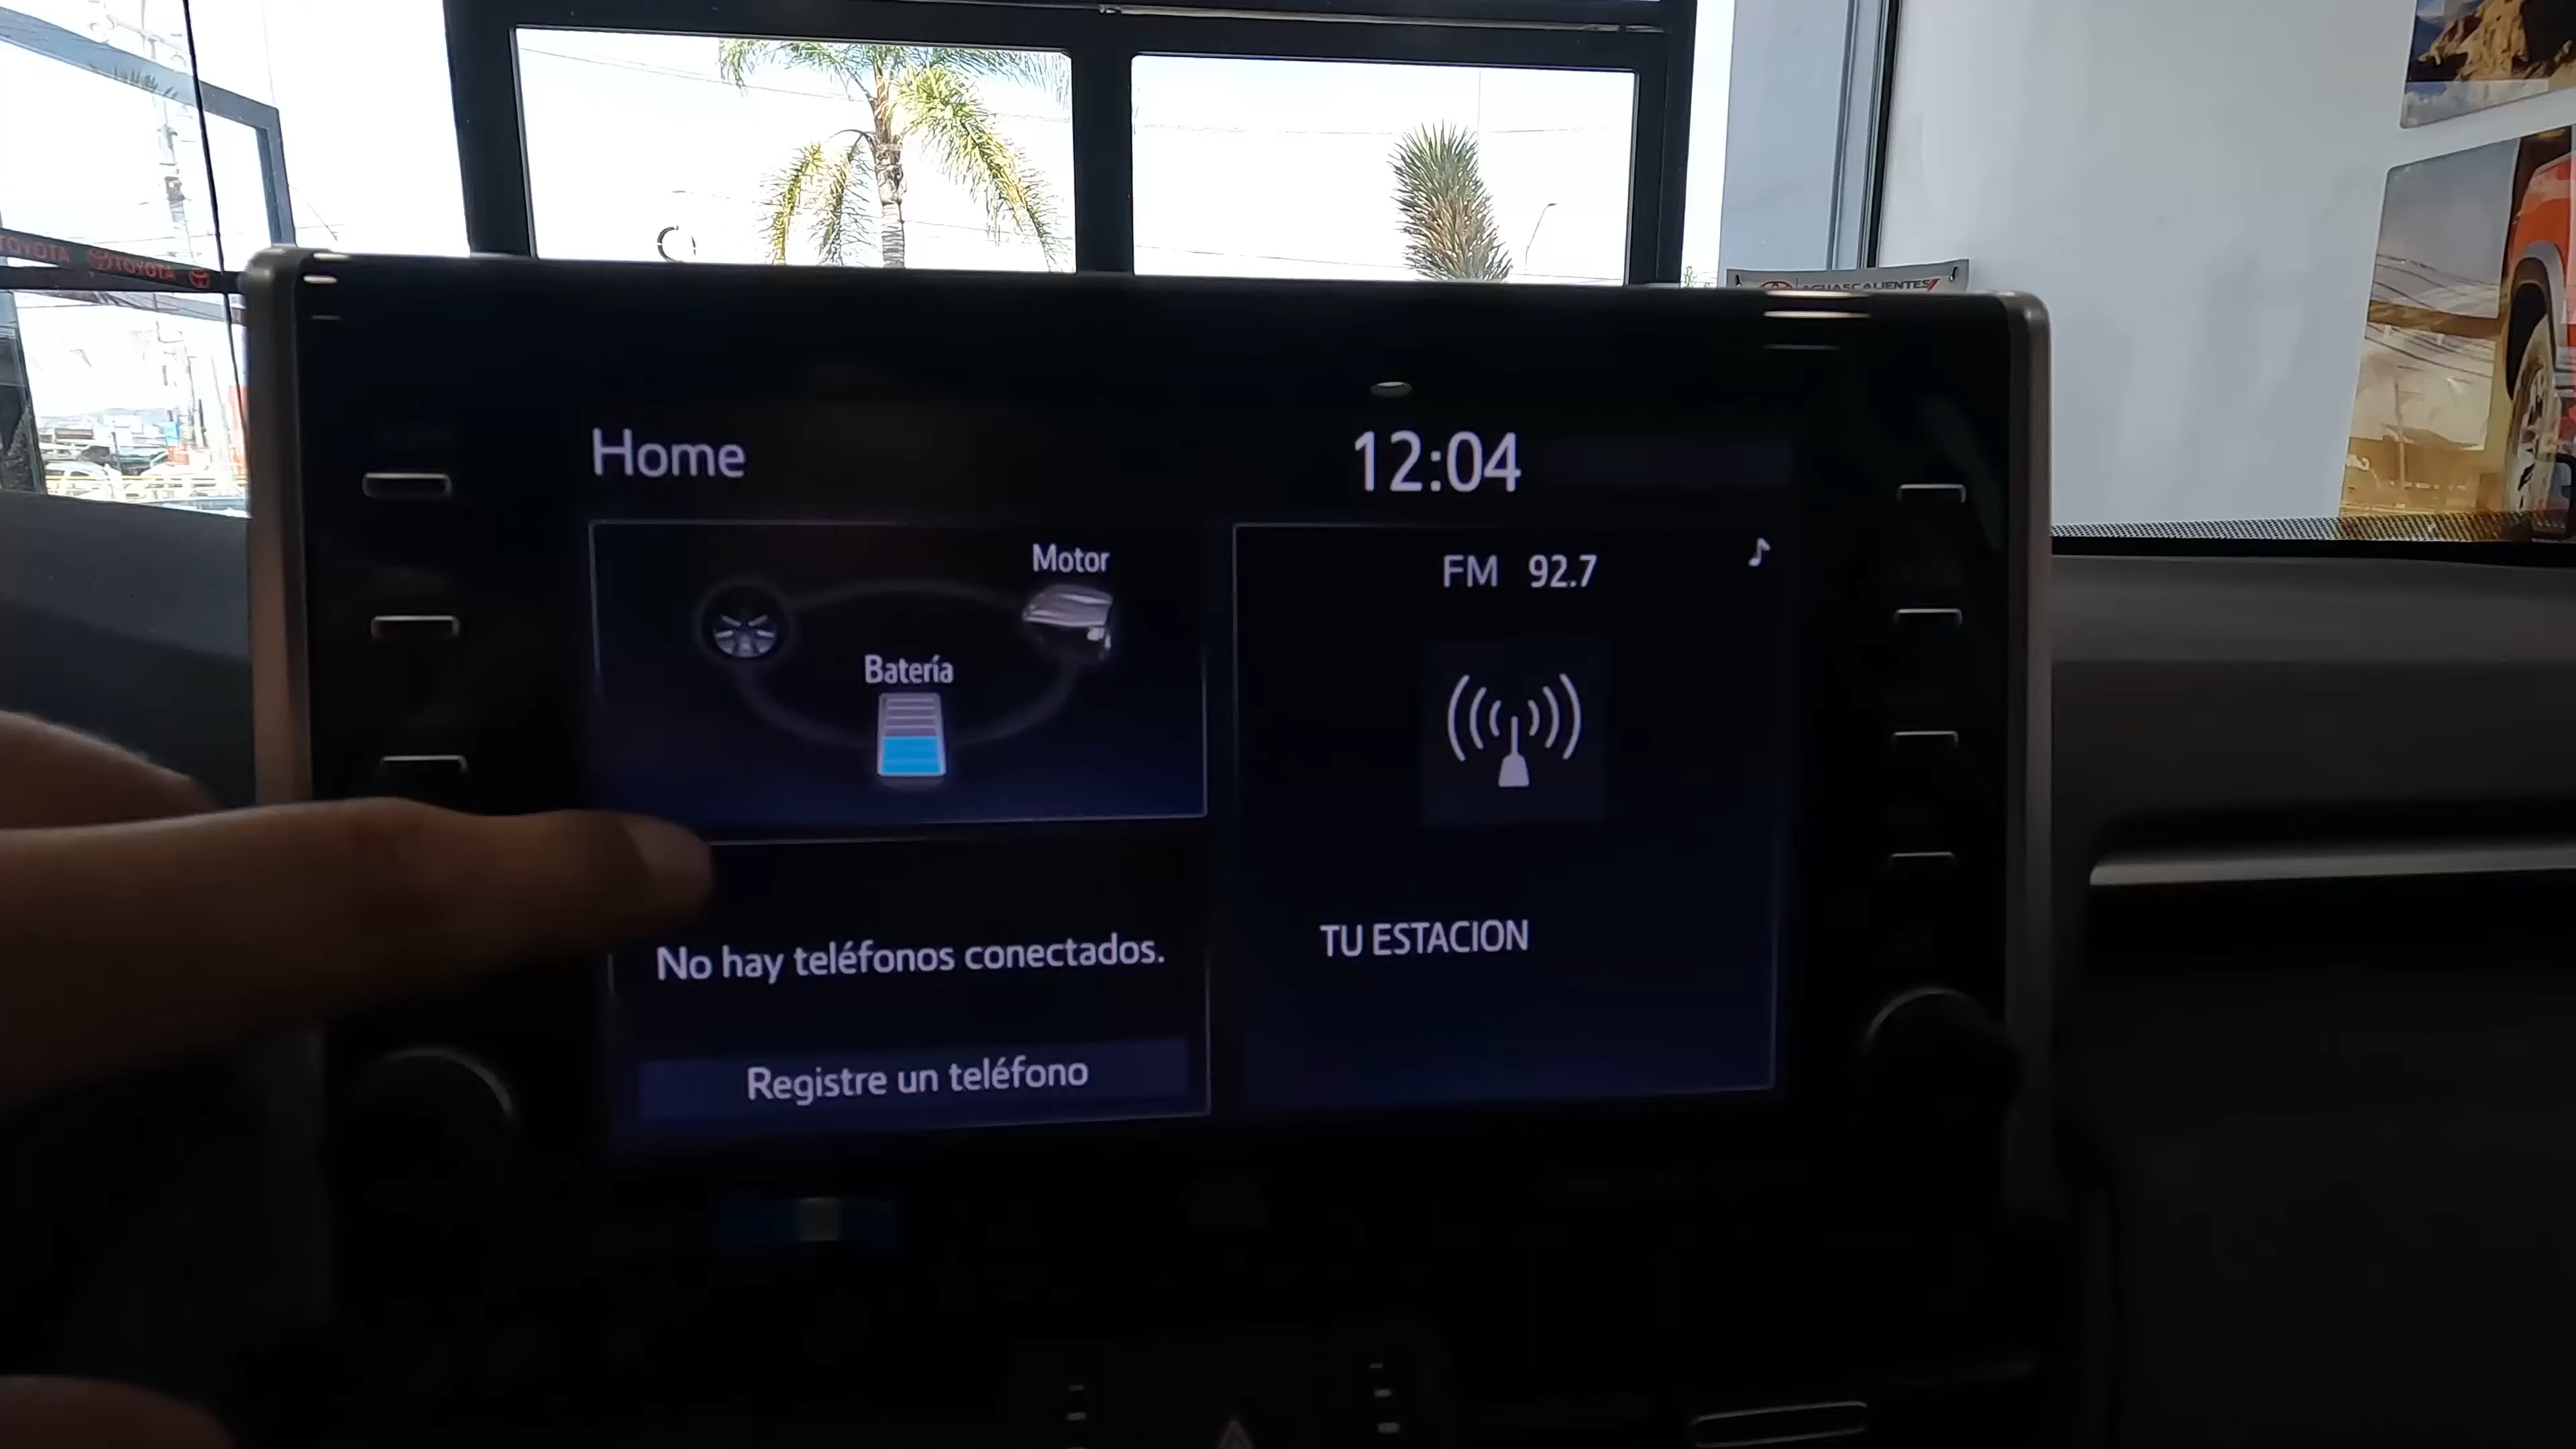 TOYOTA TOYOTA
AGUASCALIENTES
Home
12:04
Motor
Batería
FM 92.7
No hay teléfonos conectados.
TU ESTACION
Registre un teléfono